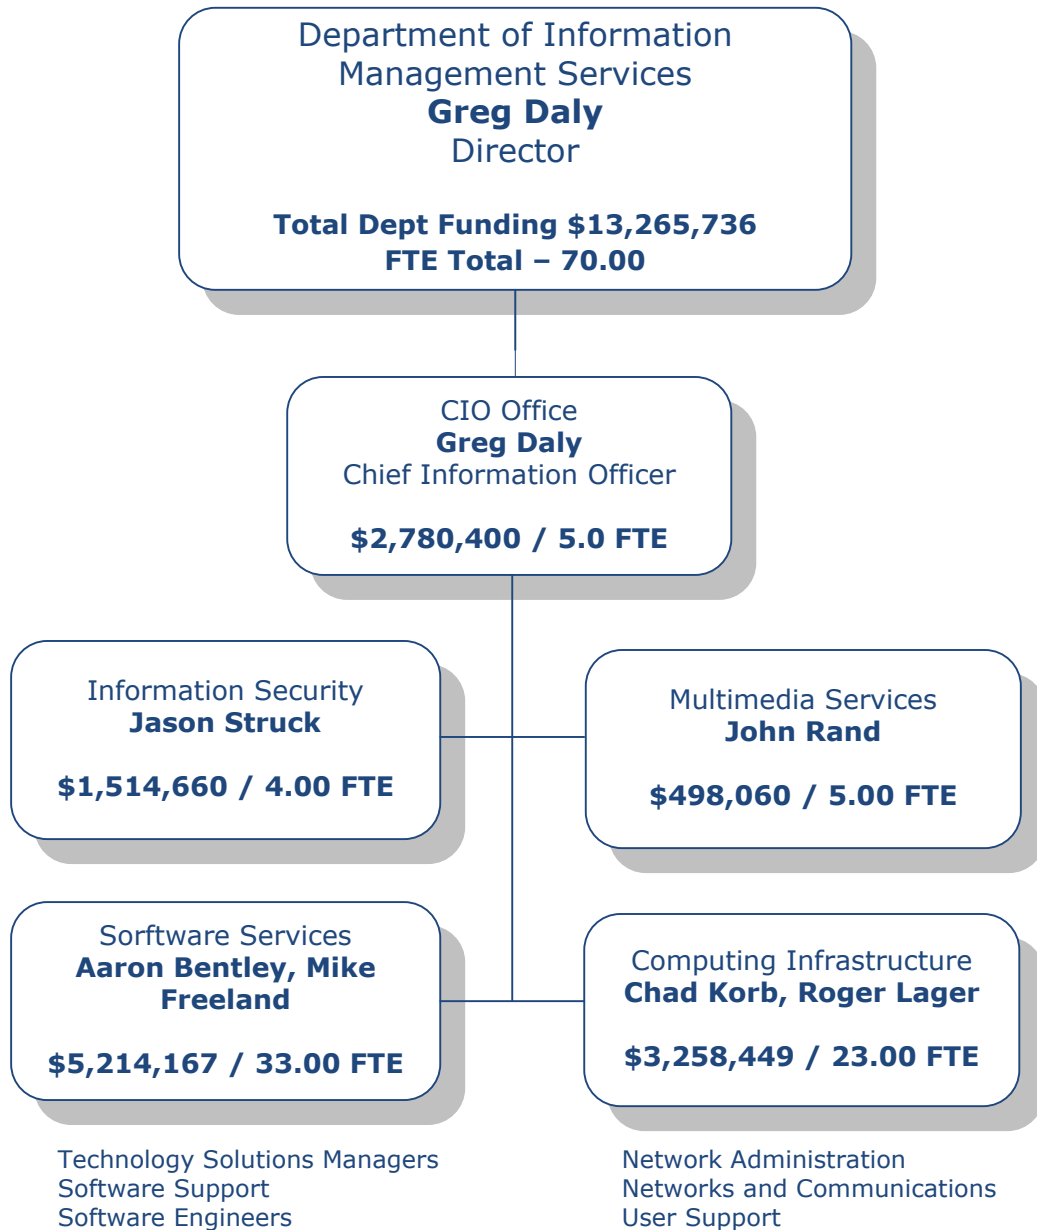 Department of Information
Management Services
Greg Daly
Director
Total Dept Funding $13,265,736
FTE Total – 70.00
CIO Office
Greg Daly
Chief Information Officer
$2,780,400 / 5.0 FTE
Information Security
Jason Struck
$1,514,660 / 4.00 FTE
Multimedia Services
John Rand
$498,060 / 5.00 FTE
Sorftware Services
Aaron Bentley, Mike
Freeland
$5,214,167 / 33.00 FTE
Computing Infrastructure
Chad Korb, Roger Lager
$3,258,449 / 23.00 FTE
Technology Solutions Managers
Software Support
Software Engineers
Network Administration
Networks and Communications
User Support